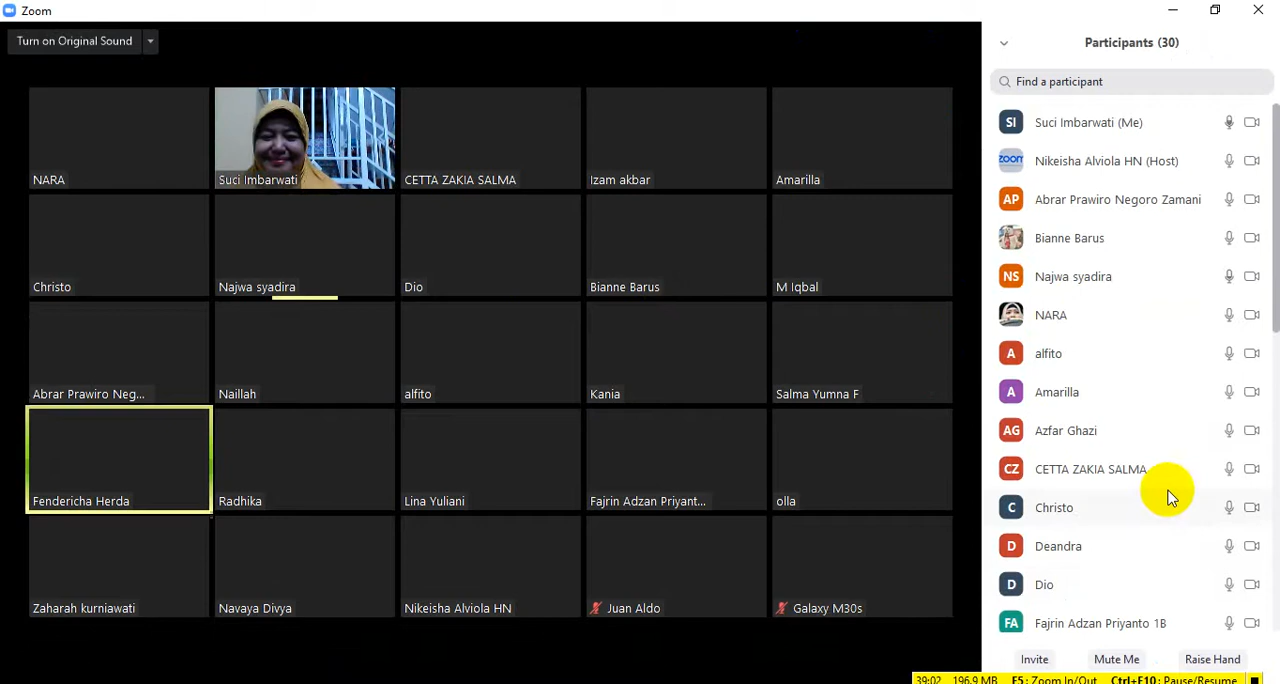 Zoom
Turn on Original Sound
NARA
Suci Imbarwati
CETTA ZAKIA SALMA
Izam akbar
Amarilla
Christo
Najwa syadira
Dio
Bianne Barus
M Iqbal
Abrar Prawiro Neg...
Naillah
alfito
Kania
Salma Yumna F
Fendericha Herda
Radhika
Lina Yuliani
Fajrin Adzan Priyant...
olla
Zaharah kurniawati
Navaya Divya
Nikeisha Alviola HN
Juan Aldo
Galaxy M30s
Participants (30)
Find a participant
SI Suci Imbarwati (Me)
zoom Nikeisha Alviola HN (Host)
AP Abrar Prawiro Negoro Zamani
Bianne Barus
NS Najwa syadira
NARA
A alfito
A Amarilla
AG Azfar Ghazi
CZ CETTA ZAKIA SALMA
C Christo
D Deandra
D Dio
FA Fajrin Adzan Priyanto 1B
Invite Mute Me Raise Hand
39:02 196.9 MB F5: Zoom In/Out Ctrl+F10: Pause/Resume